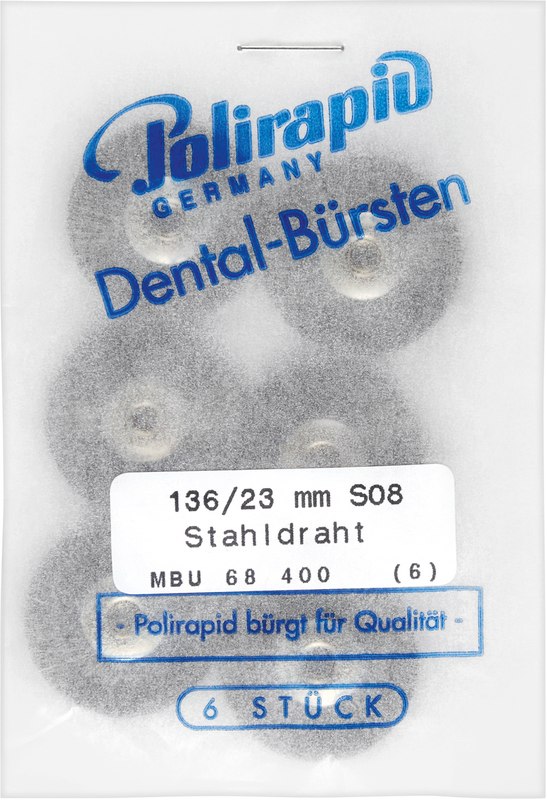 Polirapid
GERMANY
Dental-Bürsten
136/23 mm S08
Stahldraht
MBU 68 400 (6)
- Polirapid bürgt für Qualität -
6 STÜCK